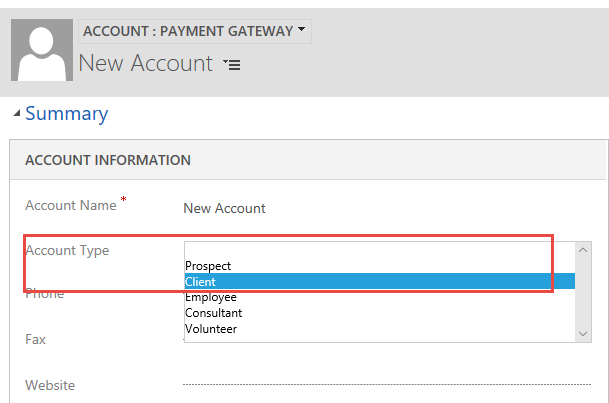 ACCOUNT : PAYMENT GATEWAY
New Account
Summary
ACCOUNT INFORMATION
Account Name * New Account
Account Type
Prospect
Client
Phone
Employee
Consultant
Fax
Volunteer
Website